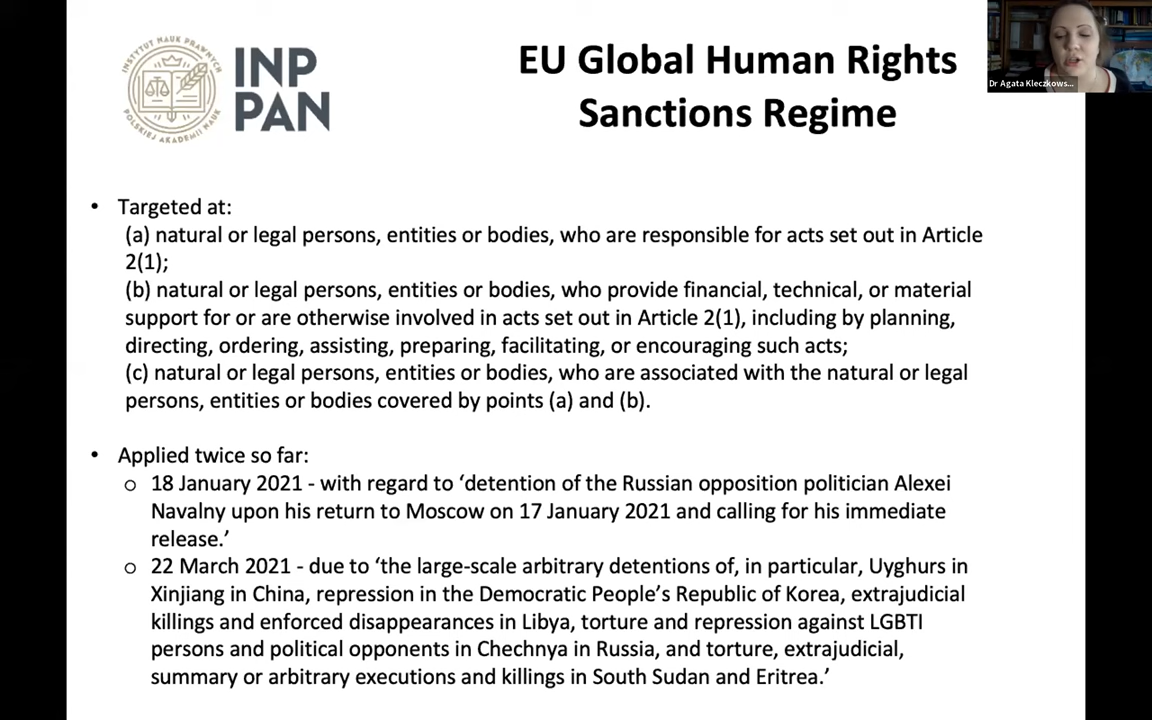 INSTYTUT NAUK PRAWNYCH
POLSKIEJ AKADEMII NAUK
INP
PAN
EU Global Human Rights
Sanctions Regime
Dr Agata Kleczkows...
• Targeted at:
(a) natural or legal persons, entities or bodies, who are responsible for acts set out in Article
2(1);
(b) natural or legal persons, entities or bodies, who provide financial, technical, or material
support for or are otherwise involved in acts set out in Article 2(1), including by planning,
directing, ordering, assisting, preparing, facilitating, or encouraging such acts;
(c) natural or legal persons, entities or bodies, who are associated with the natural or legal
persons, entities or bodies covered by points (a) and (b).
• Applied twice so far:
o 18 January 2021 - with regard to ‘detention of the Russian opposition politician Alexei
Navalny upon his return to Moscow on 17 January 2021 and calling for his immediate
release.’
o 22 March 2021 - due to ‘the large-scale arbitrary detentions of, in particular, Uyghurs in
Xinjiang in China, repression in the Democratic People’s Republic of Korea, extrajudicial
killings and enforced disappearances in Libya, torture and repression against LGBTI
persons and political opponents in Chechnya in Russia, and torture, extrajudicial,
summary or arbitrary executions and killings in South Sudan and Eritrea.’